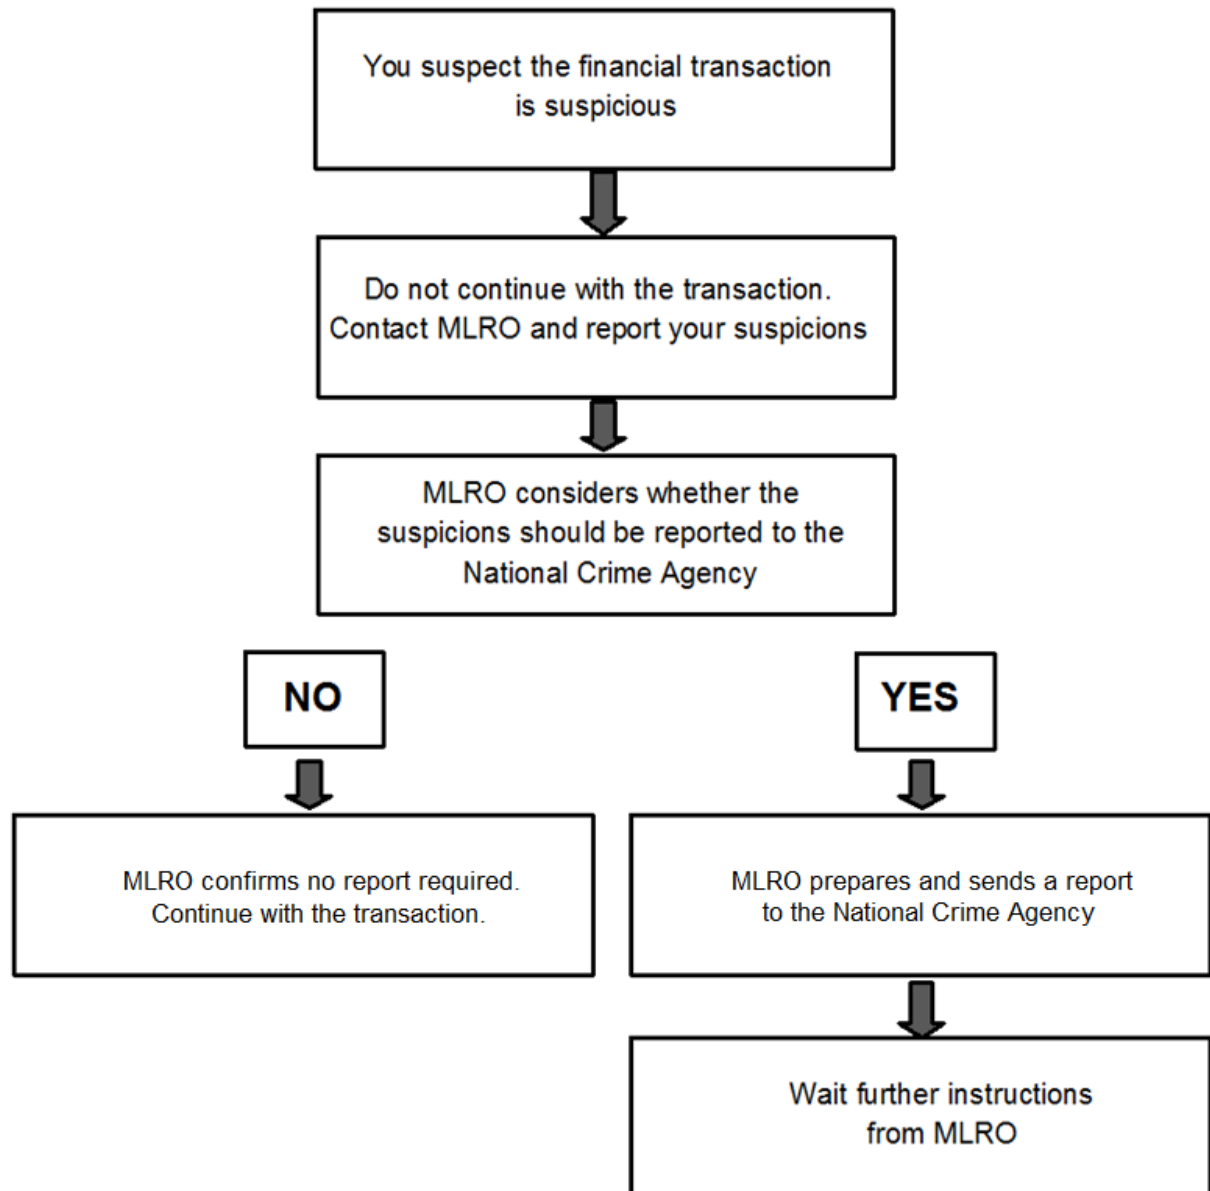 You suspect the financial transaction
is suspicious
Do not continue with the transaction.
Contact MLRO and report your suspicions
MLRO considers whether the
suspicions should be reported to the
National Crime Agency
NO
YES
MLRO confirms no report required.
Continue with the transaction.
MLRO prepares and sends a report
to the National Crime Agency
Wait further instructions
from MLRO